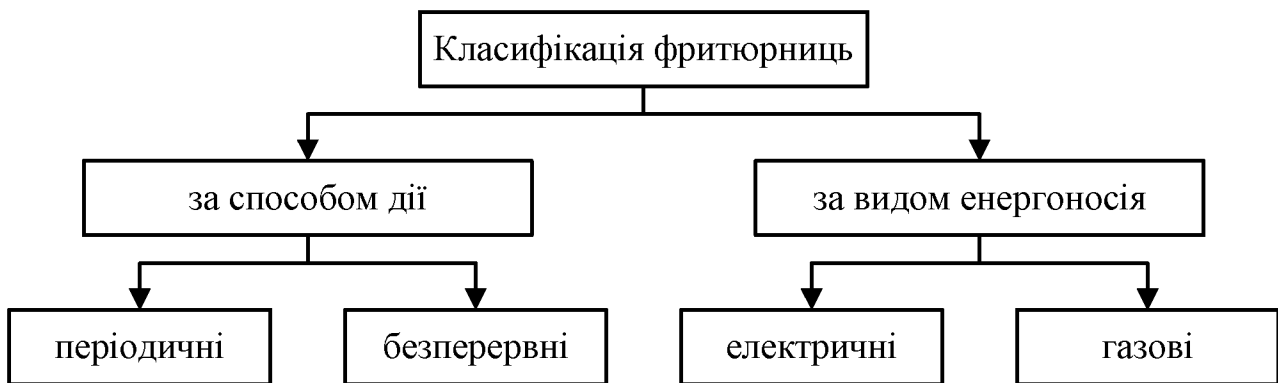 Класифікація фритюрниць
за способом дії
за видом енергоносія
періодичні
безперервні
електричні
газові